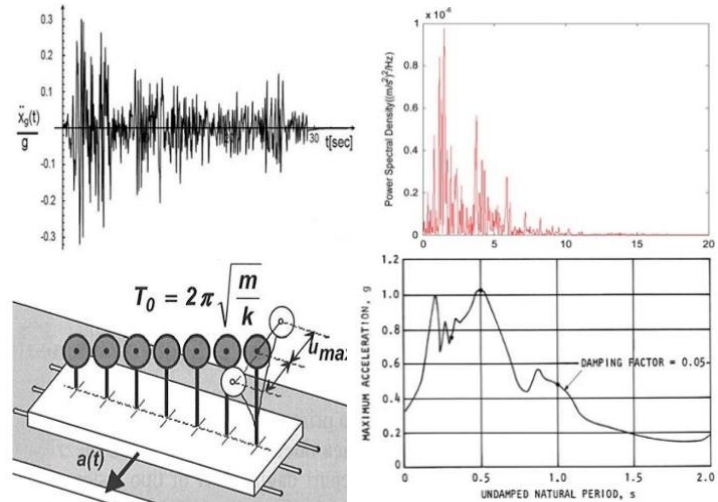 0.3
0.2
0.1
ẍg(t)
g
-0.1
-0.2
-0.3
t[sec]
30
x 10⁻⁶
1
0.8
0.6
0.4
0.2
0
Power Spectral Density((m/s²)²/Hz)
0 5 10 15 20
T₀ = 2π √ m
k
umax
a(t)
1.2
1.0
0.8
0.6
0.4
0.2
0
MAXIMUM ACCELERATION, g
DAMPING FACTOR = 0.05
0 0.5 1.0 1.5 2.0
UNDAMPED NATURAL PERIOD, s